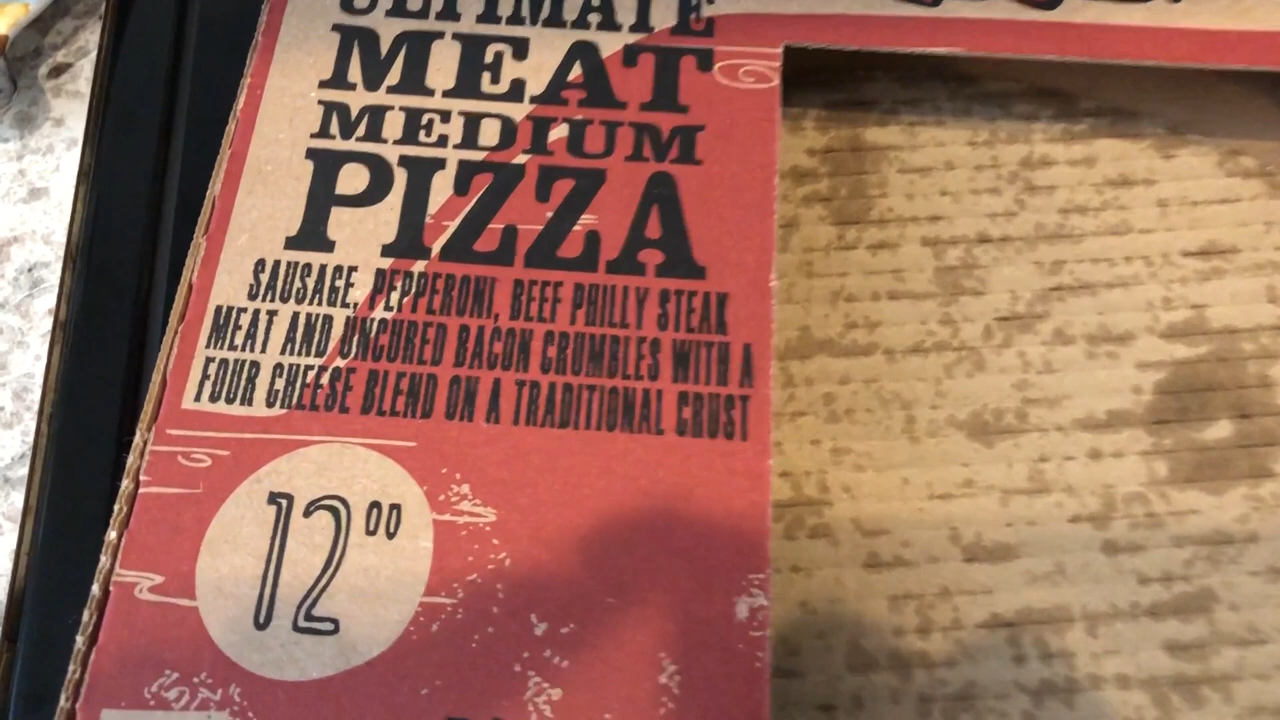 ULTIMATE
MEAT
MEDIUM
PIZZA
SAUSAGE, PEPPERONI, BEEF PHILLY STEAK
MEAT AND UNCURED BACON CRUMBLES WITH A
FOUR CHEESE BLEND ON A TRADITIONAL CRUST
12"